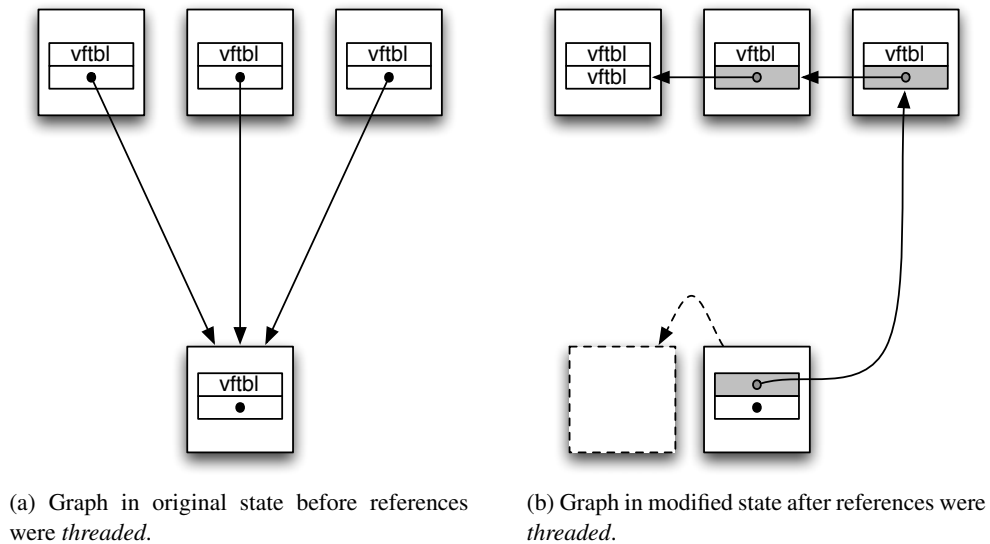 vftbl vftbl vftbl
vftbl vftbl vftbl
vftbl
vftbl
(a) Graph in original state before references
were threaded.
(b) Graph in modified state after references were
threaded.